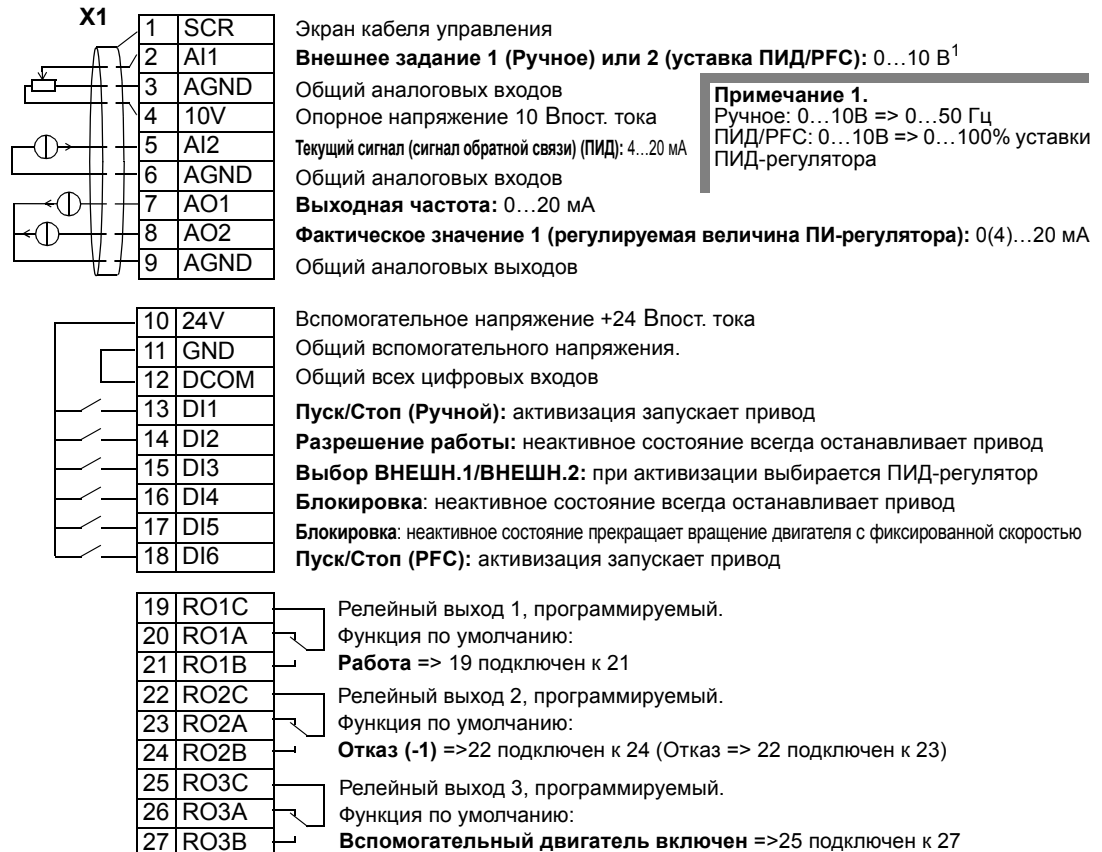 X1
1 SCR Экран кабеля управления
2 AI1 Внешнее задание 1 (Ручное) или 2 (уставка ПИД/PFC): 0…10 В1
3 AGND Общий аналоговых входов
4 10V Опорное напряжение 10 Впост. тока
5 AI2 Текущий сигнал (сигнал обратной связи) (ПИД): 4…20 мА
6 AGND Общий аналоговых входов
7 AO1 Выходная частота: 0…20 мА
8 AO2 Фактическое значение 1 (регулируемая величина ПИ-регулятора): 0(4)…20 мА
9 AGND Общий аналоговых выходов
Примечание 1.
Ручное: 0…10В => 0…50 Гц
ПИД/PFC: 0…10В => 0…100% уставки
ПИД-регулятора
10 24V Вспомогательное напряжение +24 Впост. тока
11 GND Общий вспомогательного напряжения.
12 DCOM Общий всех цифровых входов
13 DI1 Пуск/Стоп (Ручной): активизация запускает привод
14 DI2 Разрешение работы: неактивное состояние всегда останавливает привод
15 DI3 Выбор ВНЕШН.1/ВНЕШН.2: при активизации выбирается ПИД-регулятор
16 DI4 Блокировка: неактивное состояние всегда останавливает привод
17 DI5 Блокировка: неактивное состояние прекращает вращение двигателя с фиксированной скоростью
18 DI6 Пуск/Стоп (PFC): активизация запускает привод
19 RO1C Релейный выход 1, программируемый.
20 RO1A Функция по умолчанию:
21 RO1B Работа => 19 подключен к 21
22 RO2C Релейный выход 2, программируемый.
23 RO2A Функция по умолчанию:
24 RO2B Отказ (-1) =>22 подключен к 24 (Отказ => 22 подключен к 23)
25 RO3C Релейный выход 3, программируемый.
26 RO3A Функция по умолчанию:
27 RO3B Вспомогательный двигатель включен =>25 подключен к 27